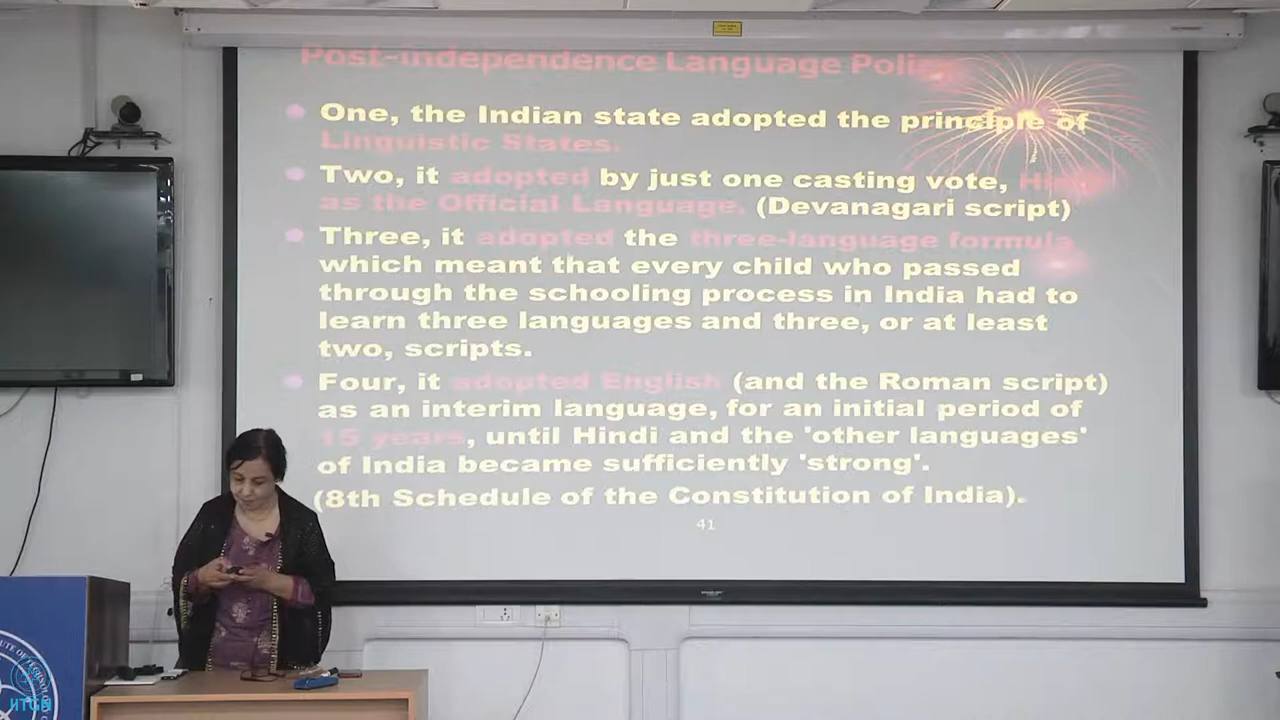 Post-independence Language Policy
One, the Indian state adopted the principle of
Linguistic States.
Two, it adopted by just one casting vote, Hindi
as the Official Language. (Devanagari script)
Three, it adopted the three-language formula
which meant that every child who passed
through the schooling process in India had to
learn three languages and three, or at least
two, scripts.
Four, it adopted English (and the Roman script)
as an interim language, for an initial period of
15 years, until Hindi and the 'other languages'
of India became sufficiently 'strong'.
(8th Schedule of the Constitution of India).
41
UTE OF TECHNOLOGY
IITGN